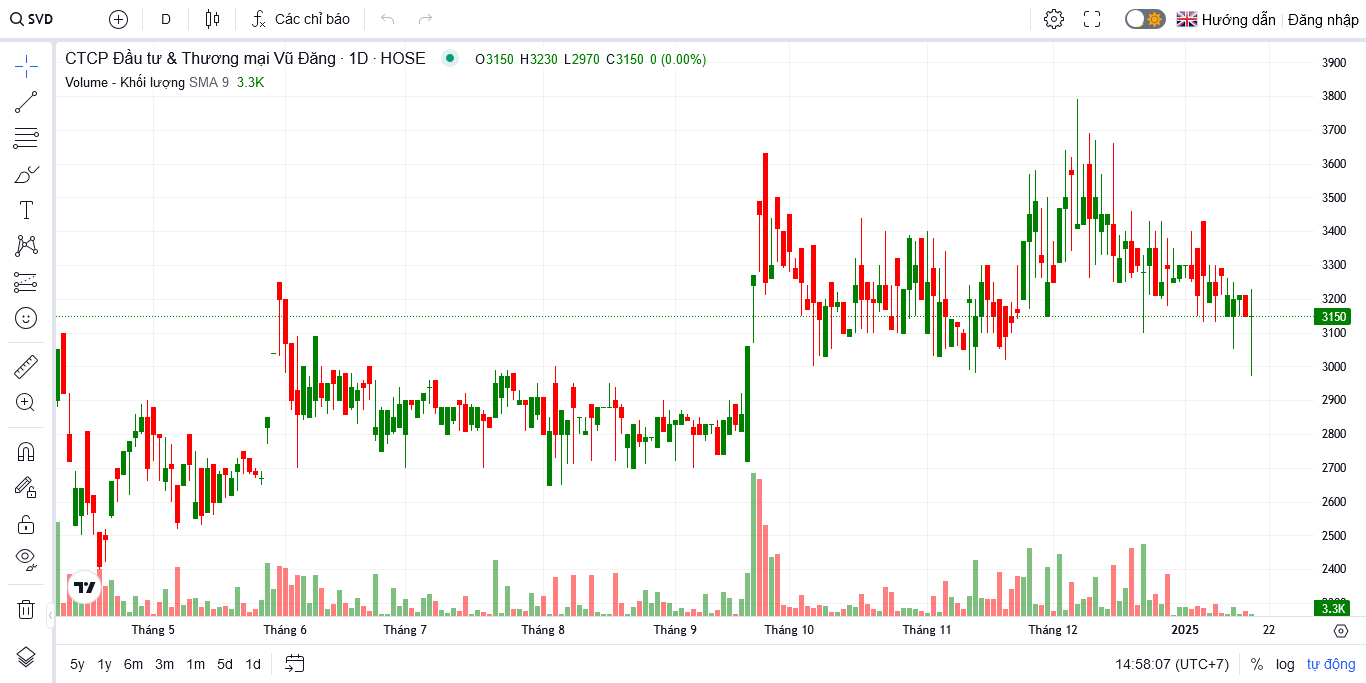 SVD D Các chỉ báo Hướng dẫn Đăng nhập
CTCP Đầu tư & Thương mại Vũ Đăng · 1D · HOSE O3150 H3230 L2970 C3150 0 (0.00%)
Volume - Khối lượng SMA 9 3.3K
3900
3800
3700
3600
3500
3400
3300
3200
3150
3100
3000
2900
2800
2700
2600
2500
2400
3.3K
Tháng 5 Tháng 6 Tháng 7 Tháng 8 Tháng 9 Tháng 10 Tháng 11 Tháng 12 2025 22
5y 1y 6m 3m 1m 5d 1d 14:58:07 (UTC+7) % log tự động